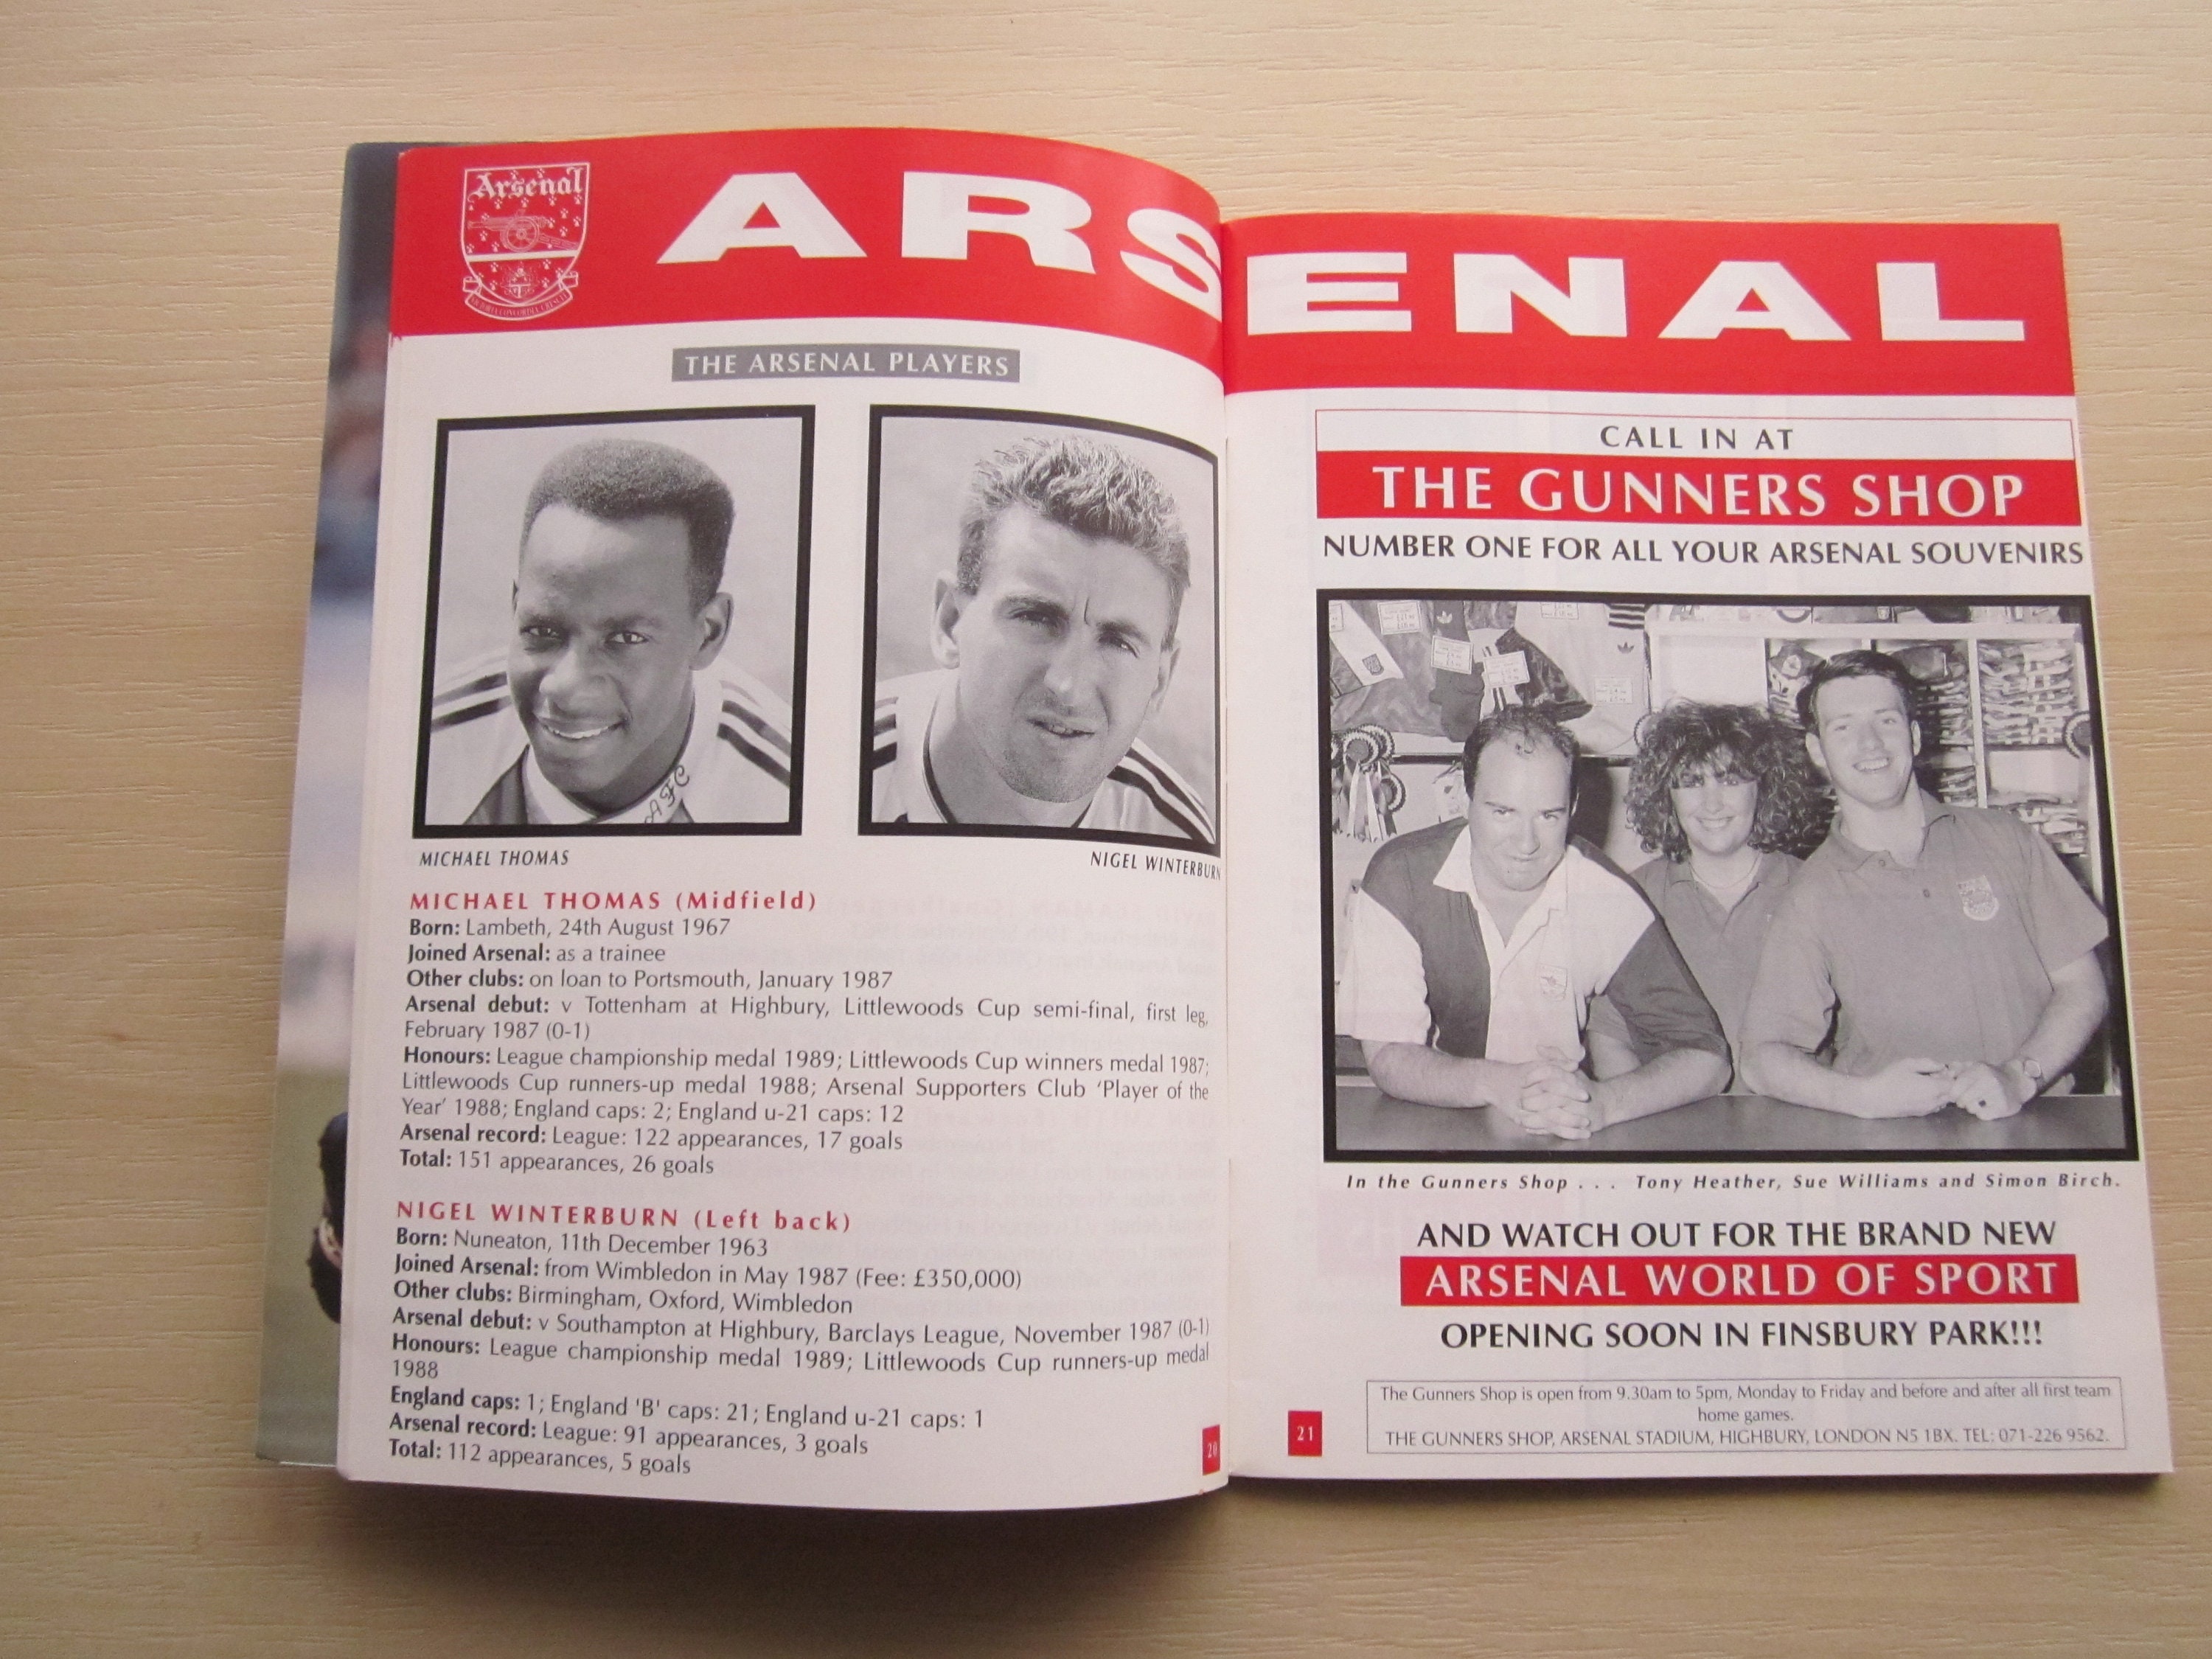 Arsenal
ARSENAL
THE ARSENAL PLAYERS
MICHAEL THOMAS
NIGEL WINTERBURN
MICHAEL THOMAS (Midfield)
Born: Lambeth, 24th August 1967
Joined Arsenal: as a trainee
Other clubs: on loan to Portsmouth, January 1987
Arsenal debut: v Tottenham at Highbury, Littlewoods Cup semi-final, first leg,
February 1987 (0-1)
Honours: League championship medal 1989; Littlewoods Cup winners medal 1987;
Littlewoods Cup runners-up medal 1988; Arsenal Supporters Club ‘Player of the
Year’ 1988; England caps: 2; England u-21 caps: 12
Arsenal record: League: 122 appearances, 17 goals
Total: 151 appearances, 26 goals
NIGEL WINTERBURN (Left back)
Born: Nuneaton, 11th December 1963
Joined Arsenal: from Wimbledon in May 1987 (Fee: £350,000)
Other clubs: Birmingham, Oxford, Wimbledon
Arsenal debut: v Southampton at Highbury, Barclays League, November 1987 (0-1)
Honours: League championship medal 1989; Littlewoods Cup runners-up medal
1988
England caps: 1; England 'B' caps: 21; England u-21 caps: 1
Arsenal record: League: 91 appearances, 3 goals
Total: 112 appearances, 5 goals
20
CALL IN AT
THE GUNNERS SHOP
NUMBER ONE FOR ALL YOUR ARSENAL SOUVENIRS
In the Gunners Shop . . . Tony Heather, Sue Williams and Simon Birch.
AND WATCH OUT FOR THE BRAND NEW
ARSENAL WORLD OF SPORT
OPENING SOON IN FINSBURY PARK!!!
The Gunners Shop is open from 9.30am to 5pm, Monday to Friday and before and after all first team
home games.
THE GUNNERS SHOP, ARSENAL STADIUM, HIGHBURY, LONDON N5 1BX. TEL: 071-226 9562.
21
AFC